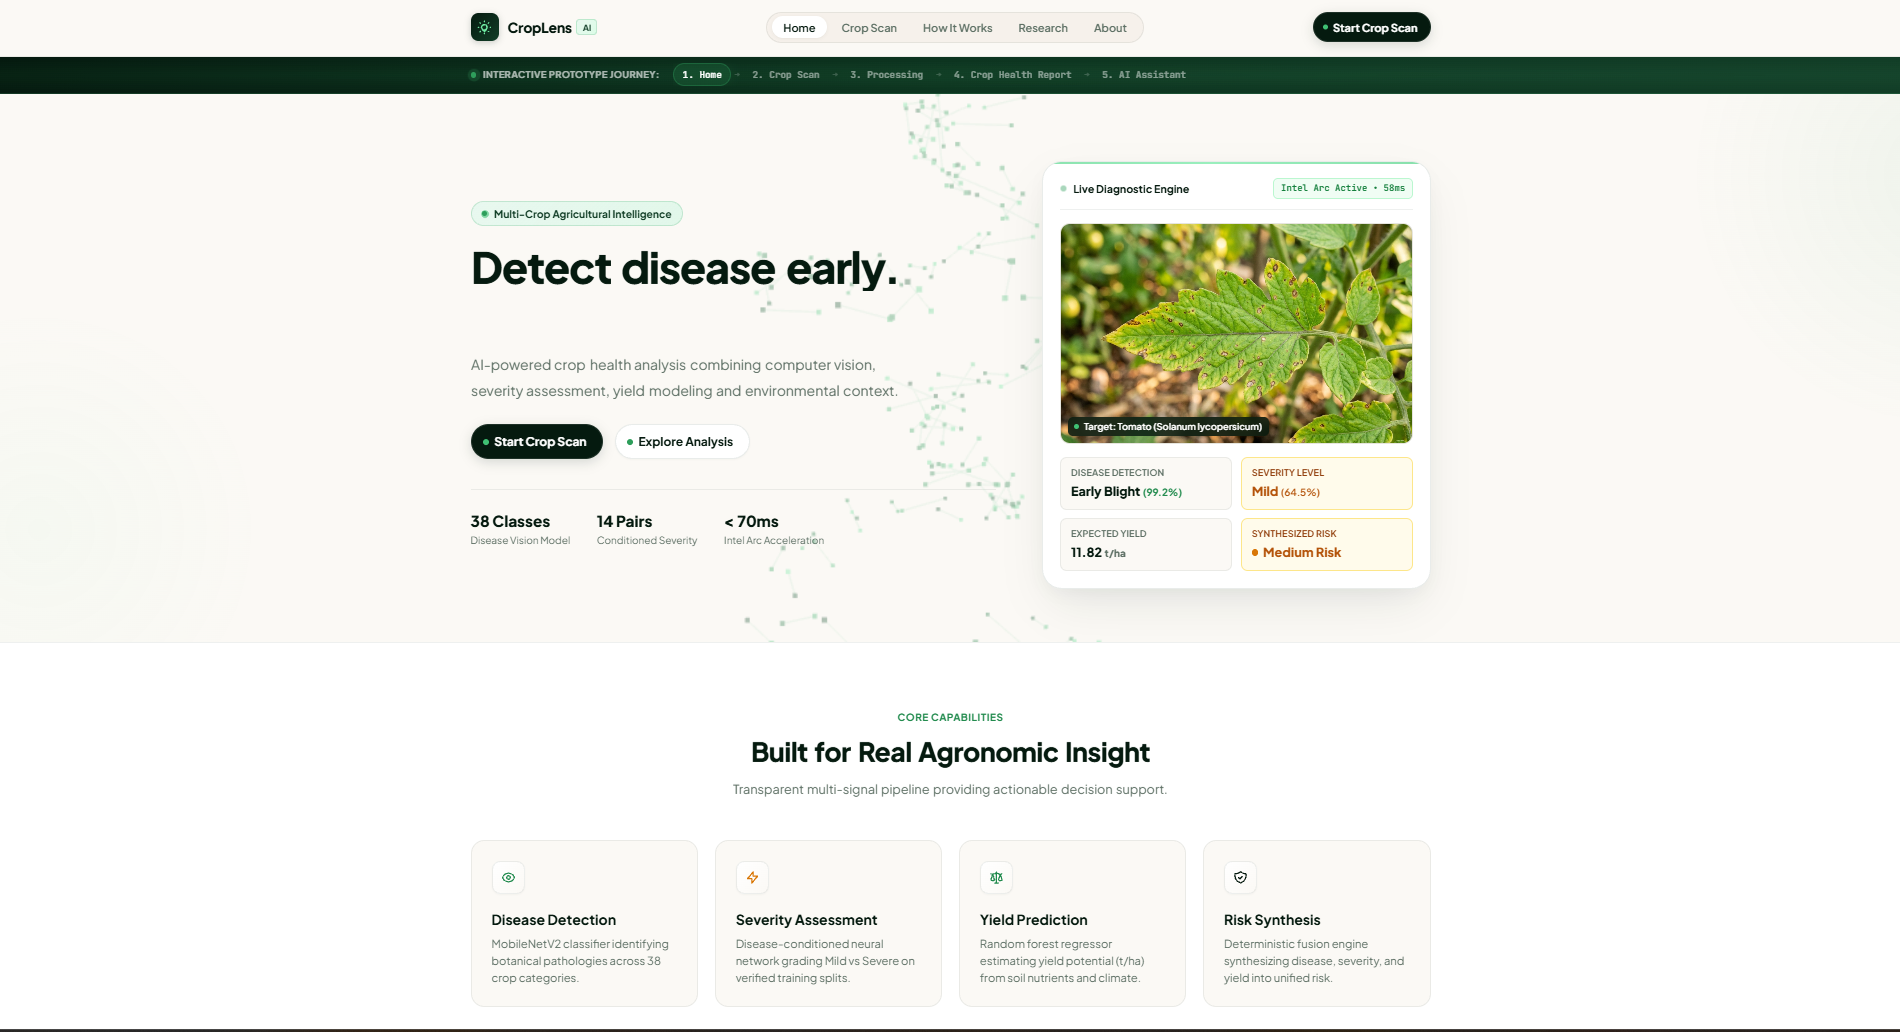 CropLens AI
Home Crop Scan How It Works Research About
Start Crop Scan
INTERACTIVE PROTOTYPE JOURNEY: 1. Home → 2. Crop Scan → 3. Processing → 4. Crop Health Report → 5. AI Assistant
Multi-Crop Agricultural Intelligence
Detect disease early.
AI-powered crop health analysis combining computer vision,
severity assessment, yield modeling and environmental context.
Start Crop Scan
Explore Analysis
38 Classes
Disease Vision Model
14 Pairs
Conditioned Severity
< 70ms
Intel Arc Acceleration
Live Diagnostic Engine
Intel Arc Active • 58ms
Target: Tomato (Solanum lycopersicum)
DISEASE DETECTION
Early Blight (99.2%)
SEVERITY LEVEL
Mild (64.5%)
EXPECTED YIELD
11.82 t/ha
SYNTHESIZED RISK
Medium Risk
CORE CAPABILITIES
Built for Real Agronomic Insight
Transparent multi-signal pipeline providing actionable decision support.
Disease Detection
MobileNetV2 classifier identifying
botanical pathologies across 38
crop categories.
Severity Assessment
Disease-conditioned neural
network grading Mild vs Severe on
verified training splits.
Yield Prediction
Random forest regressor
estimating yield potential (t/ha)
from soil nutrients and climate.
Risk Synthesis
Deterministic fusion engine
synthesizing disease, severity, and
yield into unified risk.